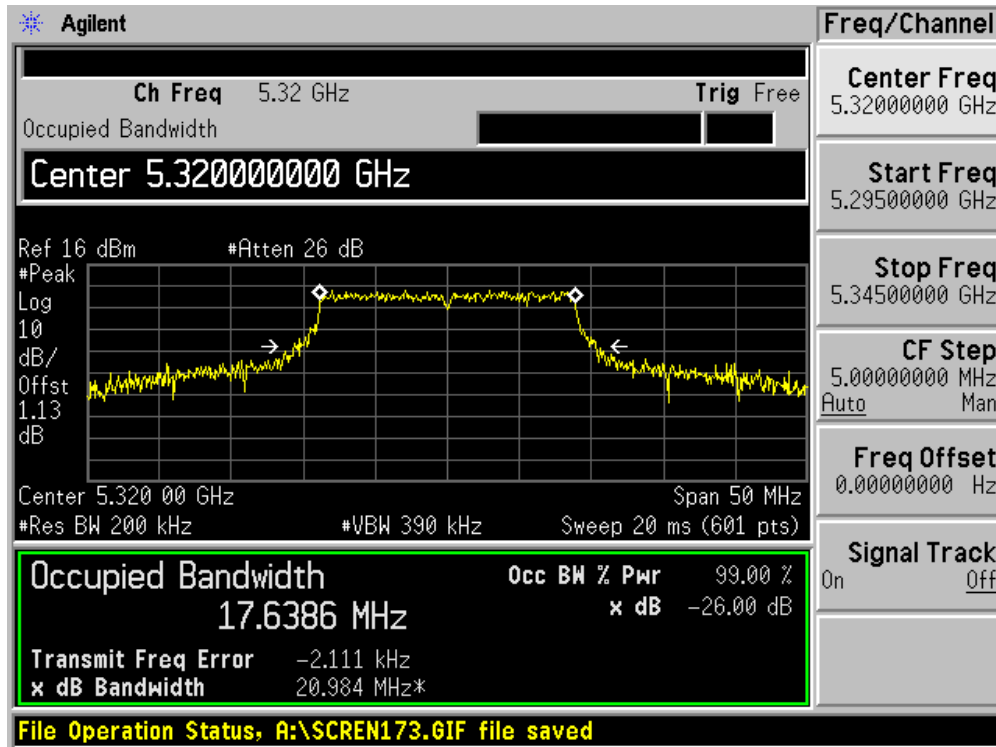 Agilent
Freq/Channel
Ch Freq 5.32 GHz Trig Free
Occupied Bandwidth
Center 5.320000000 GHz
Ref 16 dBm #Atten 26 dB
#Peak
Log
10
dB/
Offst
1.13
dB
Center 5.320 00 GHz Span 50 MHz
#Res BW 200 kHz #VBW 390 kHz Sweep 20 ms (601 pts)
Occupied Bandwidth
17.6386 MHz
Occ BW % Pwr 99.00 %
x dB -26.00 dB
Transmit Freq Error -2.111 kHz
x dB Bandwidth 20.984 MHz*
File Operation Status, A:\SCREN173.GIF file saved
Center Freq
5.32000000 GHz
Start Freq
5.29500000 GHz
Stop Freq
5.34500000 GHz
CF Step
5.00000000 MHz
Auto Man
Freq Offset
0.00000000 Hz
Signal Track
On Off